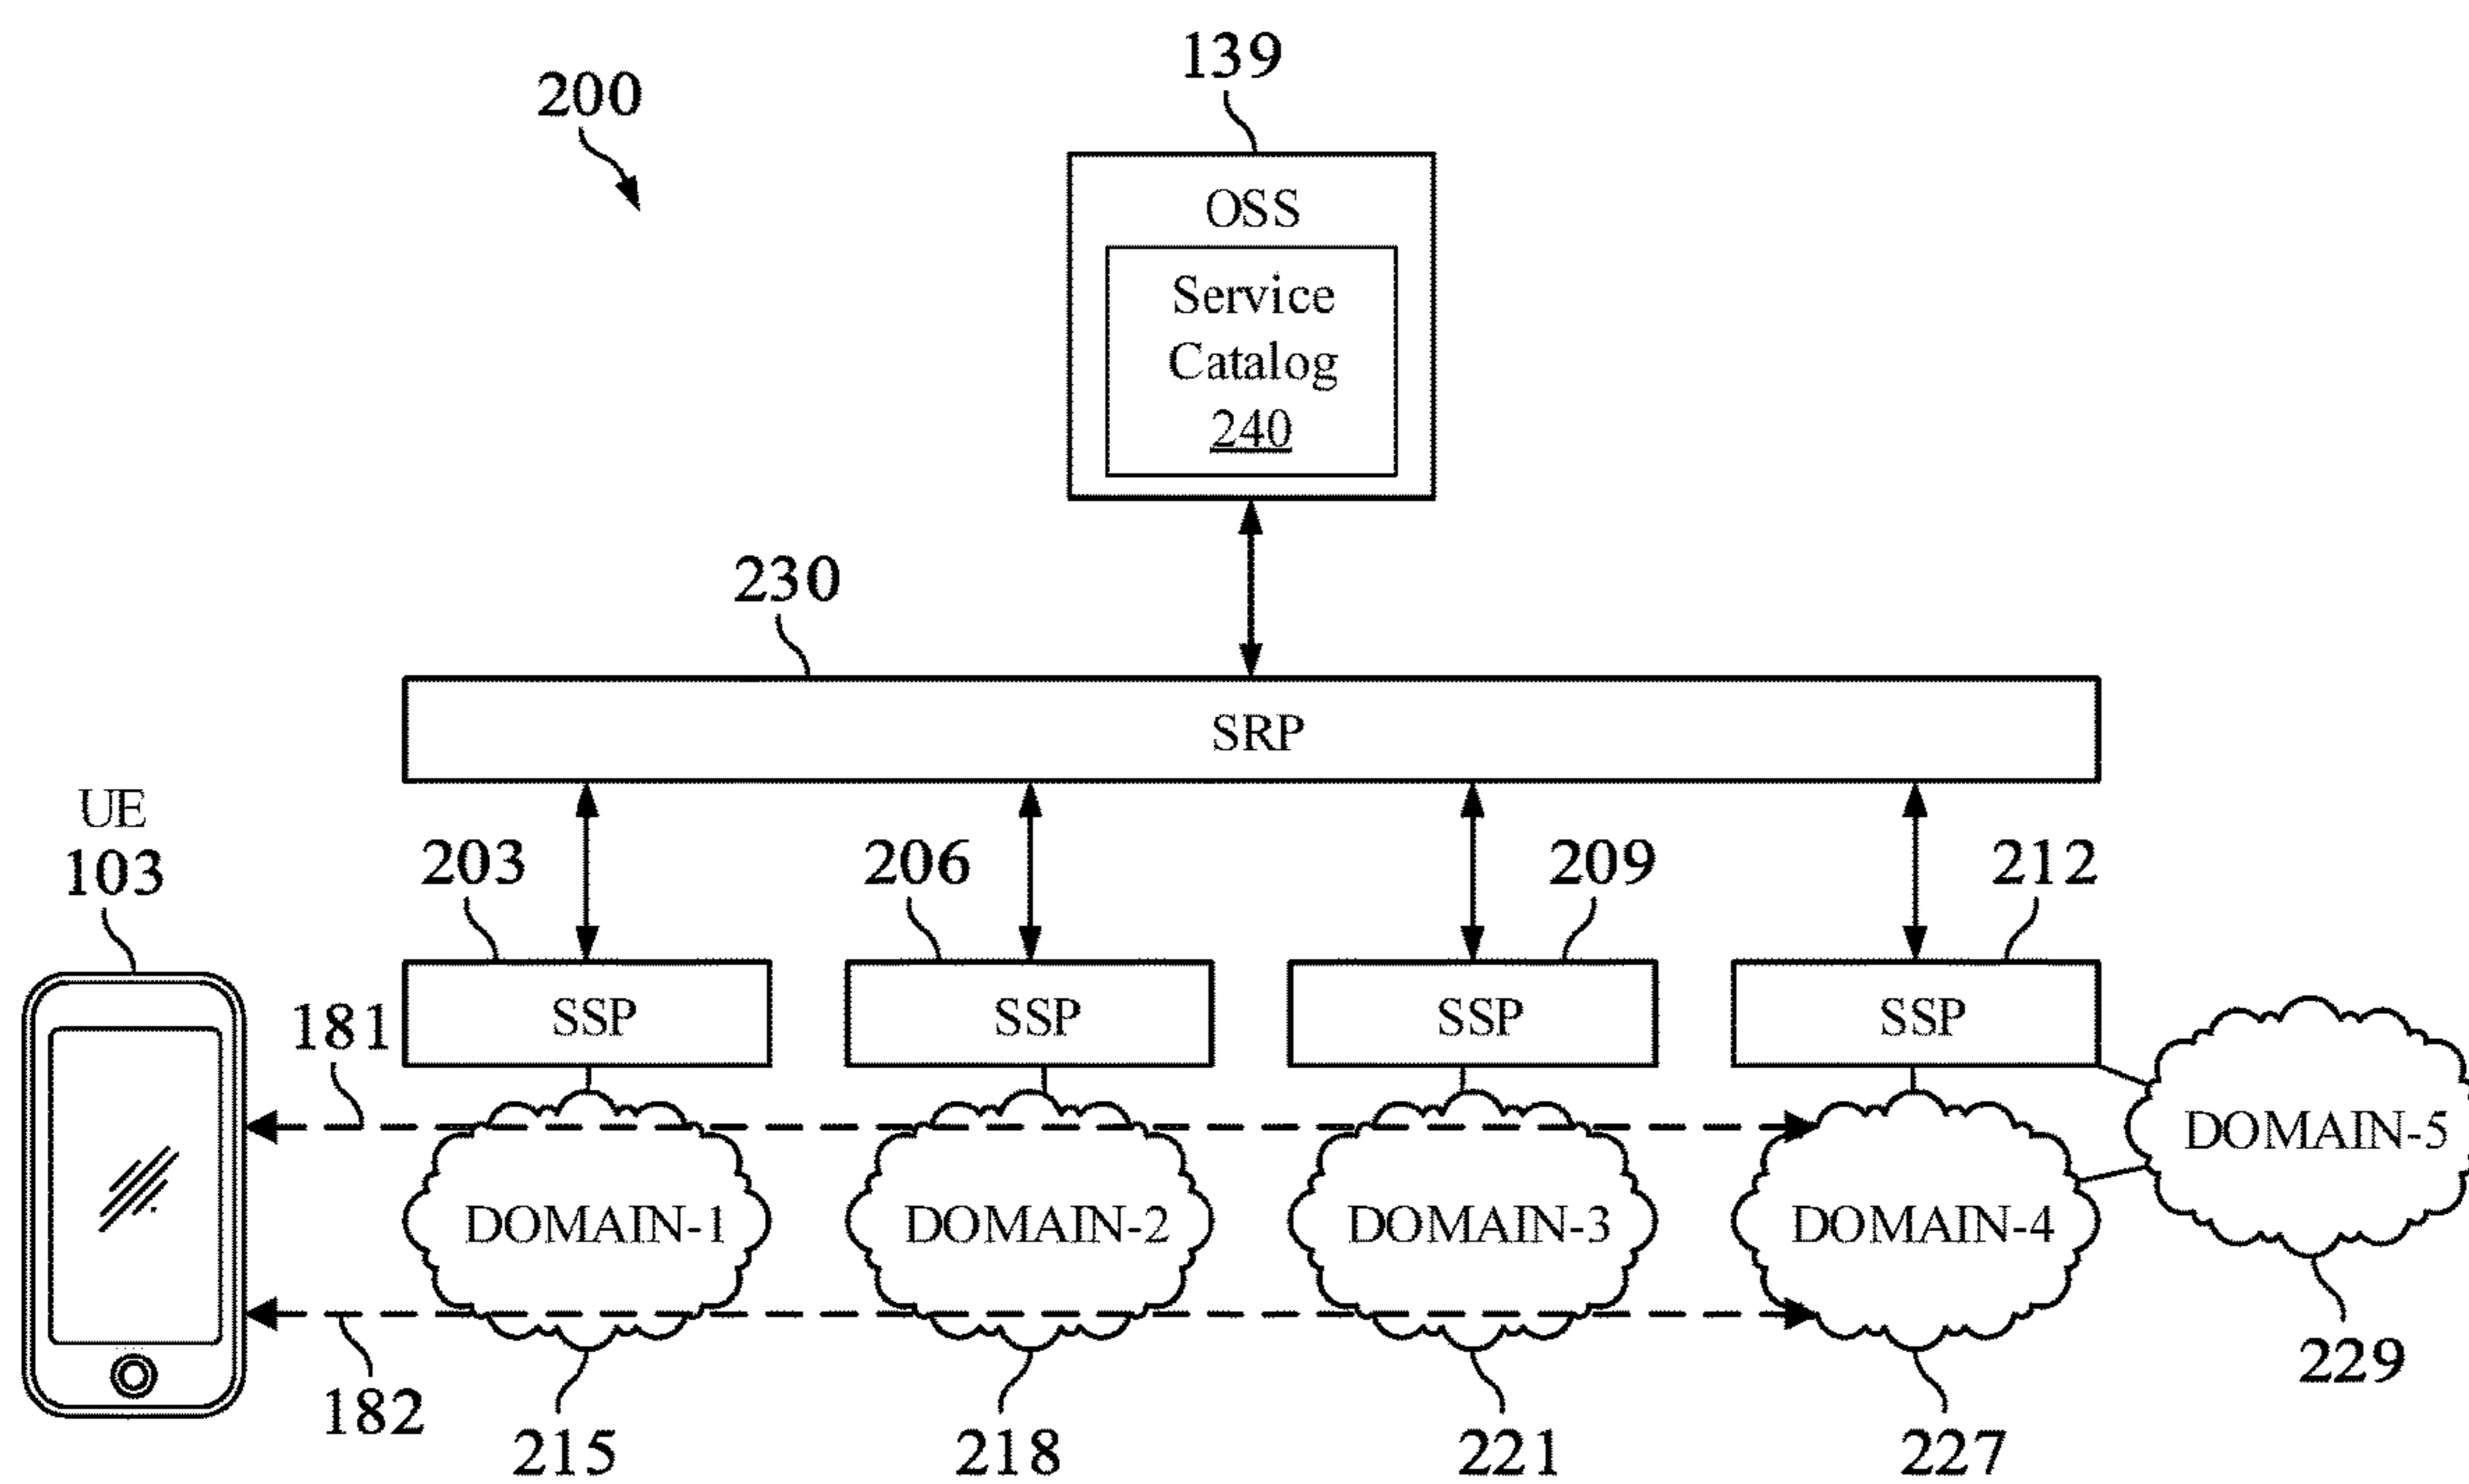 139
200
OSS
Service
Catalog
240
230
SRP
UE
103
203
206
209
212
SSP
SSP
SSP
SSP
181
DOMAIN-5
DOMAIN-1
DOMAIN-2
DOMAIN-3
DOMAIN-4
229
182
215
218
221
227